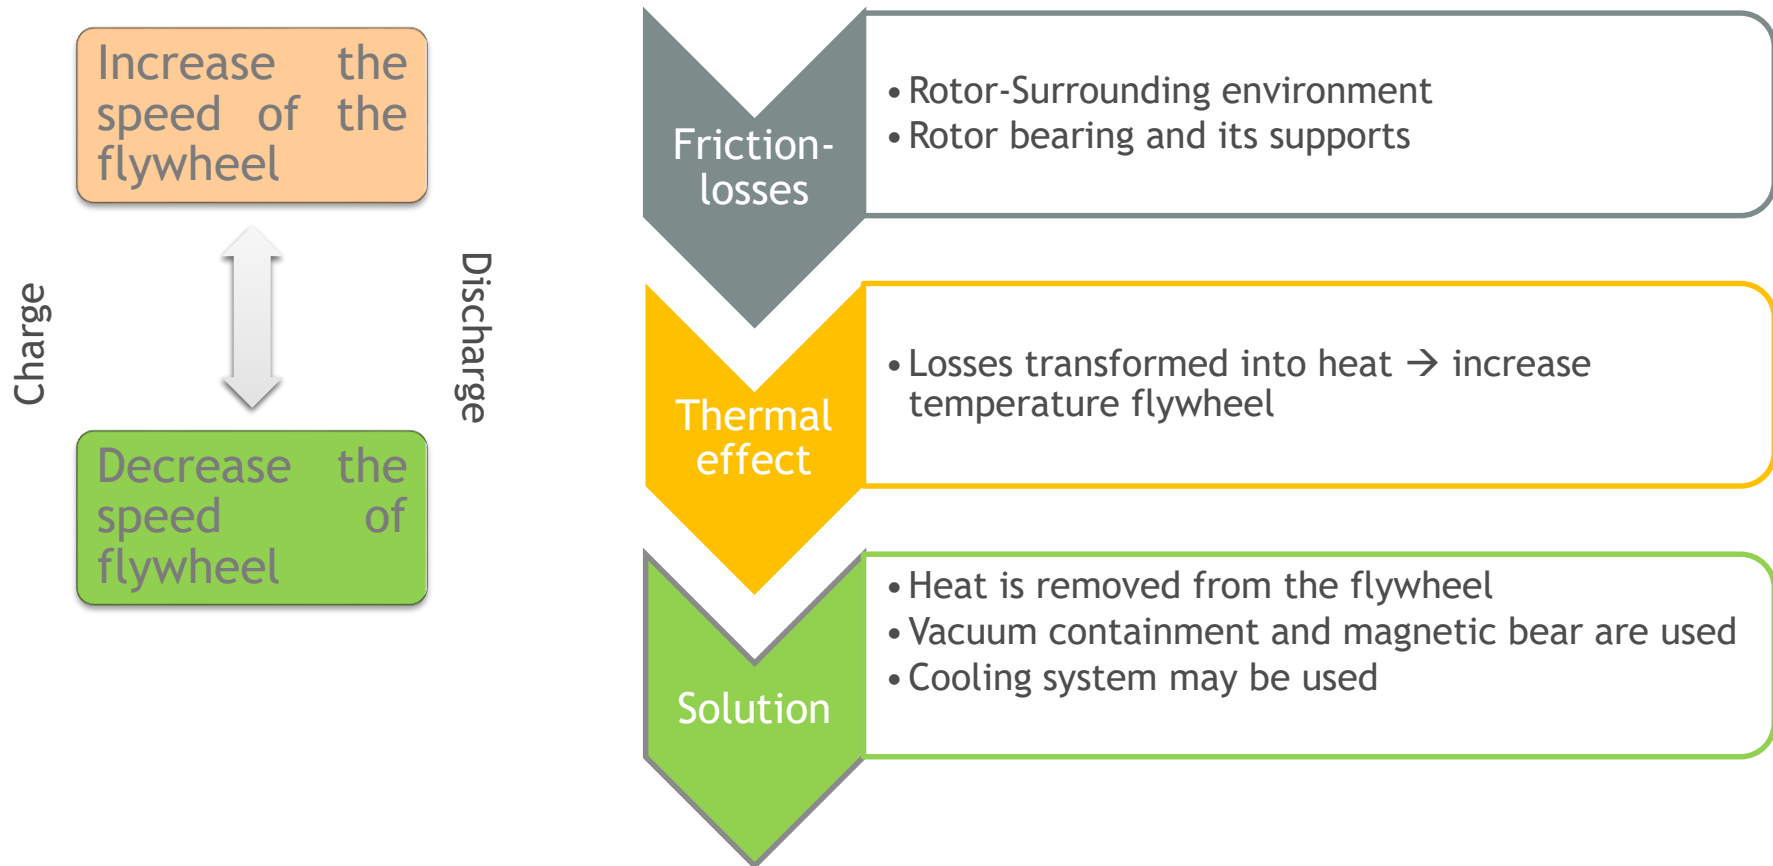 Increase the
speed of the
flywheel
Charge
Discharge
Decrease the
speed of
flywheel
Friction-
losses
• Rotor-Surrounding environment
• Rotor bearing and its supports
Thermal
effect
• Losses transformed into heat → increase
temperature flywheel
Solution
• Heat is removed from the flywheel
• Vacuum containment and magnetic bear are used
• Cooling system may be used